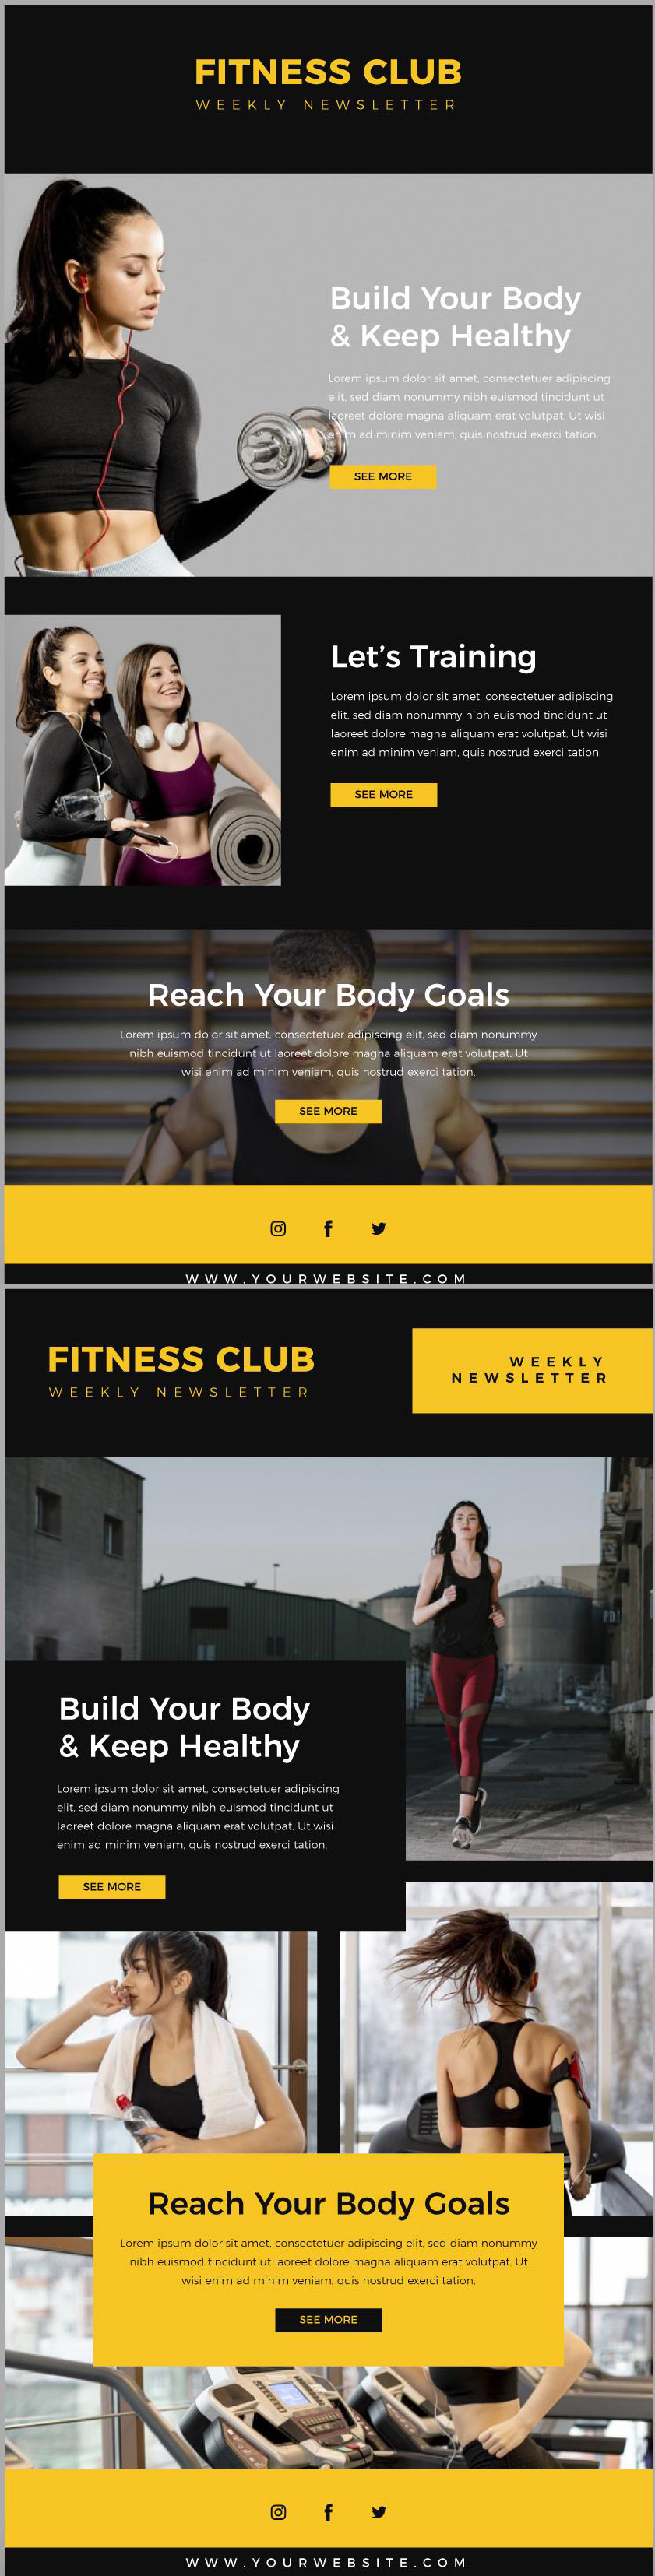 FITNESS CLUB
WEEKLY NEWSLETTER
Build Your Body
& Keep Healthy
Lorem ipsum dolor sit amet, consectetuer adipiscing
elit, sed diam nonummy nibh euismod tincidunt ut
laoreet dolore magna aliquam erat volutpat. Ut wisi
enim ad minim veniam, quis nostrud exerci tation.
SEE MORE
Let's Training
Lorem ipsum dolor sit amet, consectetuer adipiscing
elit, sed diam nonummy nibh euismod tincidunt ut
laoreet dolore magna aliquam erat volutpat. Ut wisi
enim ad minim veniam, quis nostrud exerci tation.
SEE MORE
Reach Your Body Goals
Lorem ipsum dolor sit amet, consectetuer adipiscing elit, sed diam nonummy
nibh euismod tincidunt ut laoreet dolore magna aliquam erat volutpat. Ut
wisi enim ad minim veniam, quis nostrud exerci tation.
SEE MORE
WWW.YOURWEBSITE.COM
FITNESS CLUB
WEEKLY NEWSLETTER
WEEKLY
NEWSLETTER
Build Your Body
& Keep Healthy
Lorem ipsum dolor sit amet, consectetuer adipiscing
elit, sed diam nonummy nibh euismod tincidunt ut
laoreet dolore magna aliquam erat volutpat. Ut wisi
enim ad minim veniam, quis nostrud exerci tation.
SEE MORE
Reach Your Body Goals
Lorem ipsum dolor sit amet, consectetuer adipiscing elit, sed diam nonummy
nibh euismod tincidunt ut laoreet dolore magna aliquam erat volutpat. Ut
wisi enim ad minim veniam, quis nostrud exerci tation.
SEE MORE
WWW.YOURWEBSITE.COM